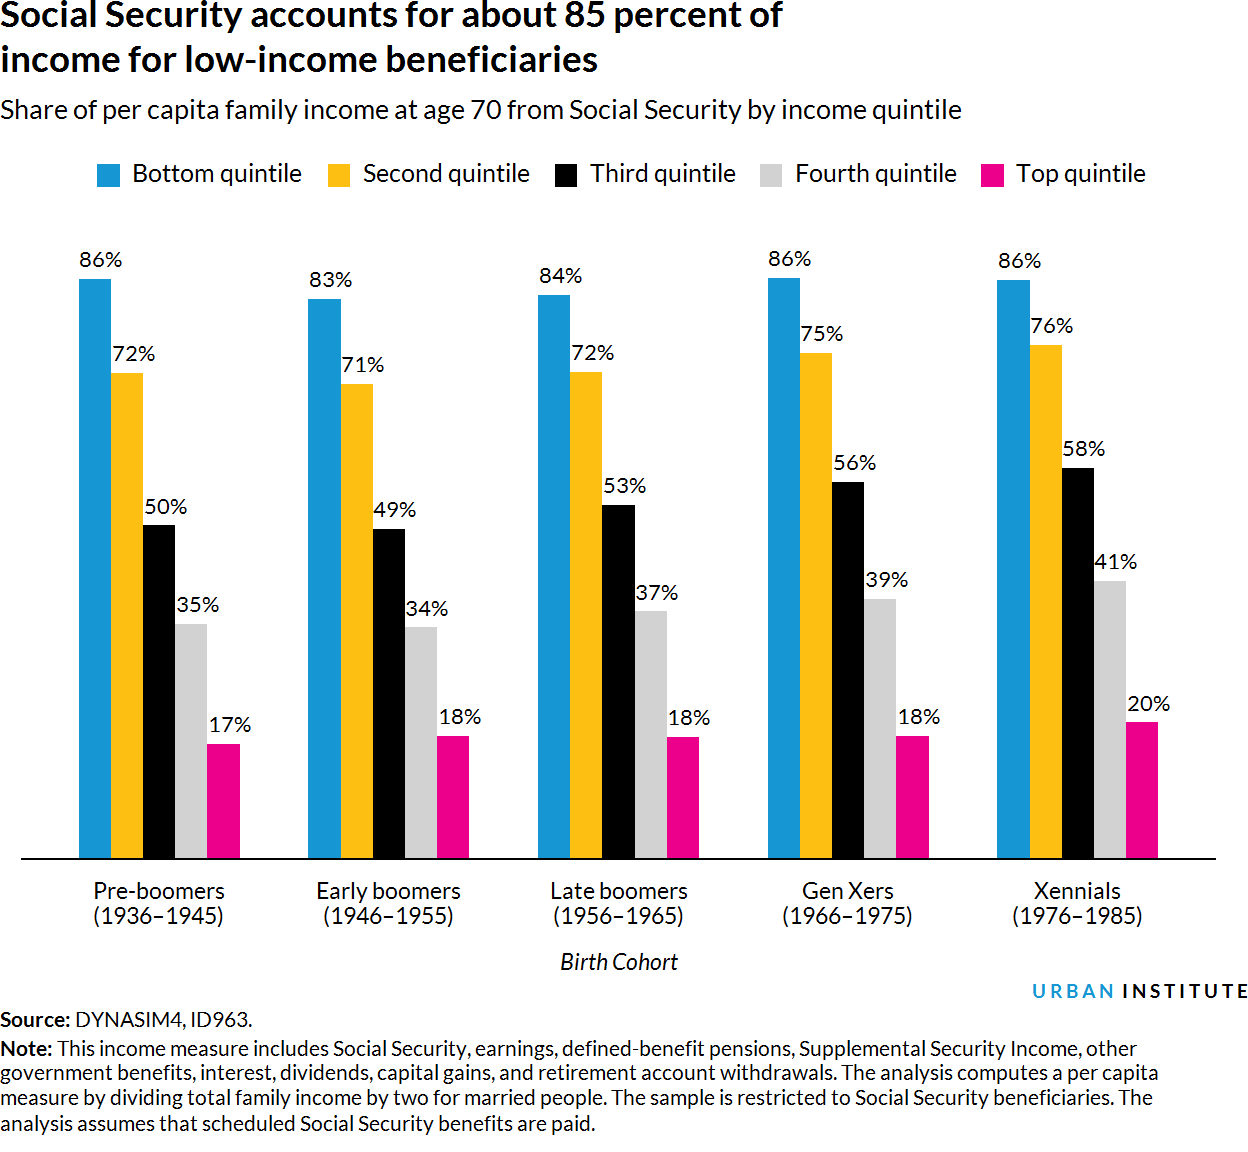 Social Security accounts for about 85 percent of
income for low-income beneficiaries
Share of per capita family income at age 70 from Social Security by income quintile
Bottom quintile Second quintile Third quintile Fourth quintile Top quintile
86% 72% 50% 35% 17%
83% 71% 49% 34% 18%
84% 72% 53% 37% 18%
86% 75% 56% 39% 18%
86% 76% 58% 41% 20%
Pre-boomers
(1936–1945)
Early boomers
(1946–1955)
Late boomers
(1956–1965)
Gen Xers
(1966–1975)
Xennials
(1976–1985)
Birth Cohort
URBAN INSTITUTE
Source: DYNASIM4, ID963.
Note: This income measure includes Social Security, earnings, defined-benefit pensions, Supplemental Security Income, other
government benefits, interest, dividends, capital gains, and retirement account withdrawals. The analysis computes a per capita
measure by dividing total family income by two for married people. The sample is restricted to Social Security beneficiaries. The
analysis assumes that scheduled Social Security benefits are paid.